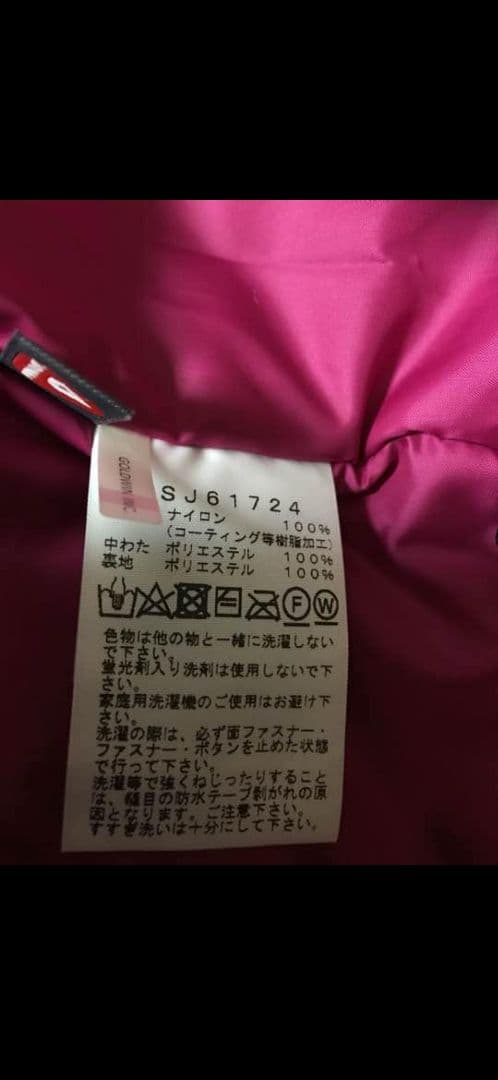 GOLDWIN INC.
SJ61724
ナイロン 100%
(コーティング等樹脂加工)
中わた ポリエステル 100%
裏地 ポリエステル 100%
F W
色物は他の物と一緒に洗濯しない
で下さい。
蛍光剤入り洗剤は使用しないで下
さい。
家庭用洗濯機のご使用はお避け下
さい。
洗濯の際は、必ず面ファスナー・
ファスナー・ボタンを止めた状態
で行って下さい。
洗濯等で強くねじったりすること
は、縫目の防水テープ剥がれの原
因となります。ご注意下さい。
すすぎ洗いは十分にして下さい。